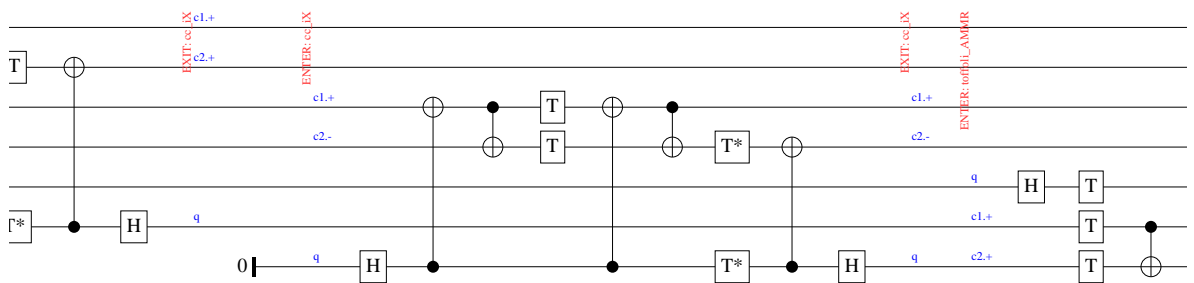 EXIT: cc_iX c1.+ ENTER: cc_iX EXIT: cc_iX ENTER: toffoli_AMMR
T c2.+
c1.+ T c1.+
c2.- T T* c2.-
q H T
T* H q c1.+ T
0 q H T* H q c2.+ T